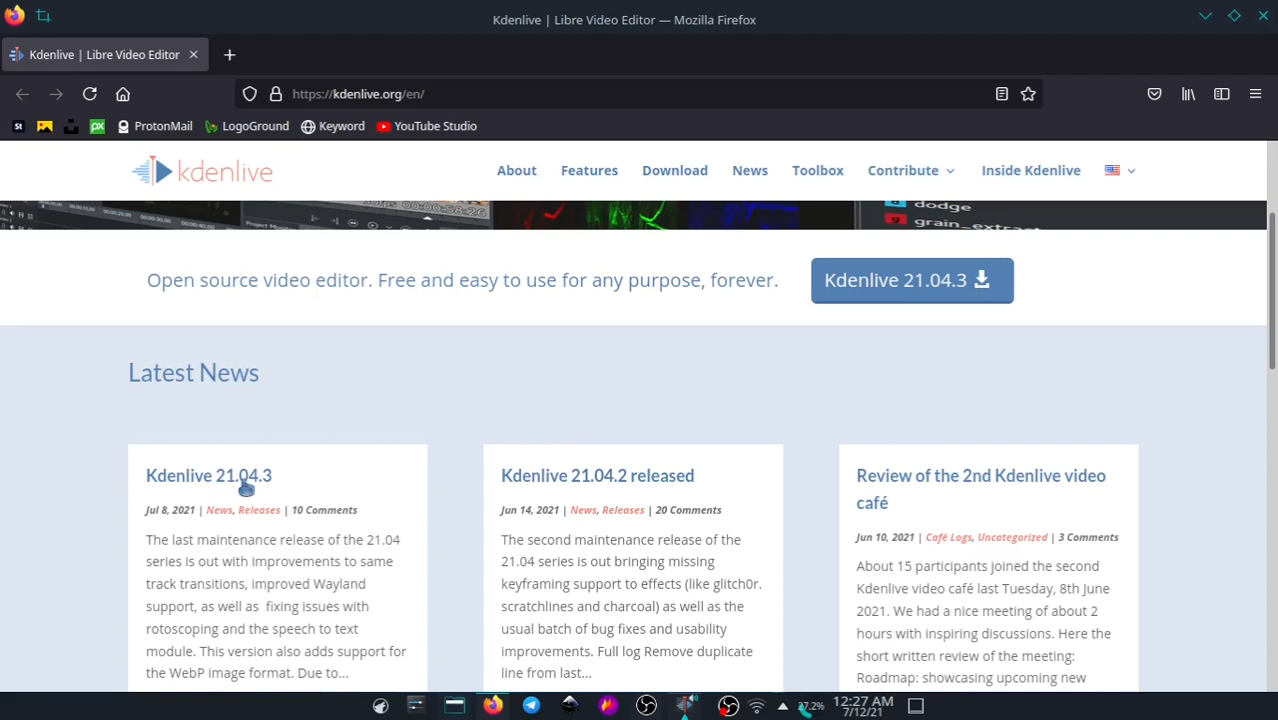 Kdenlive | Libre Video Editor — Mozilla Firefox
Kdenlive | Libre Video Editor
https://kdenlive.org/en/
St
px
ProtonMail
LogoGround
Keyword
YouTube Studio
kdenlive
About
Features
Download
News
Toolbox
Contribute
Inside Kdenlive
00:00:58:26
dodge
grain_extract
Open source video editor. Free and easy to use for any purpose, forever.
Kdenlive 21.04.3
Latest News
Kdenlive 21.04.3
Jul 8, 2021 | News, Releases | 10 Comments
The last maintenance release of the 21.04
series is out with improvements to same
track transitions, improved Wayland
support, as well as fixing issues with
rotoscoping and the speech to text
module. This version also adds support for
the WebP image format. Due to...
Kdenlive 21.04.2 released
Jun 14, 2021 | News, Releases | 20 Comments
The second maintenance release of the
21.04 series is out bringing missing
keyframing support to effects (like glitch0r.
scratchlines and charcoal) as well as the
usual batch of bug fixes and usability
improvements. Full log Remove duplicate
line from last...
Review of the 2nd Kdenlive video
café
Jun 10, 2021 | Café Logs, Uncategorized | 3 Comments
About 15 participants joined the second
Kdenlive video café last Tuesday, 8th June
2021. We had a nice meeting of about 2
hours with inspiring discussions. Here the
short written review of the meeting:
Roadmap: showcasing upcoming new
37.2%
12:27 AM
7/12/21